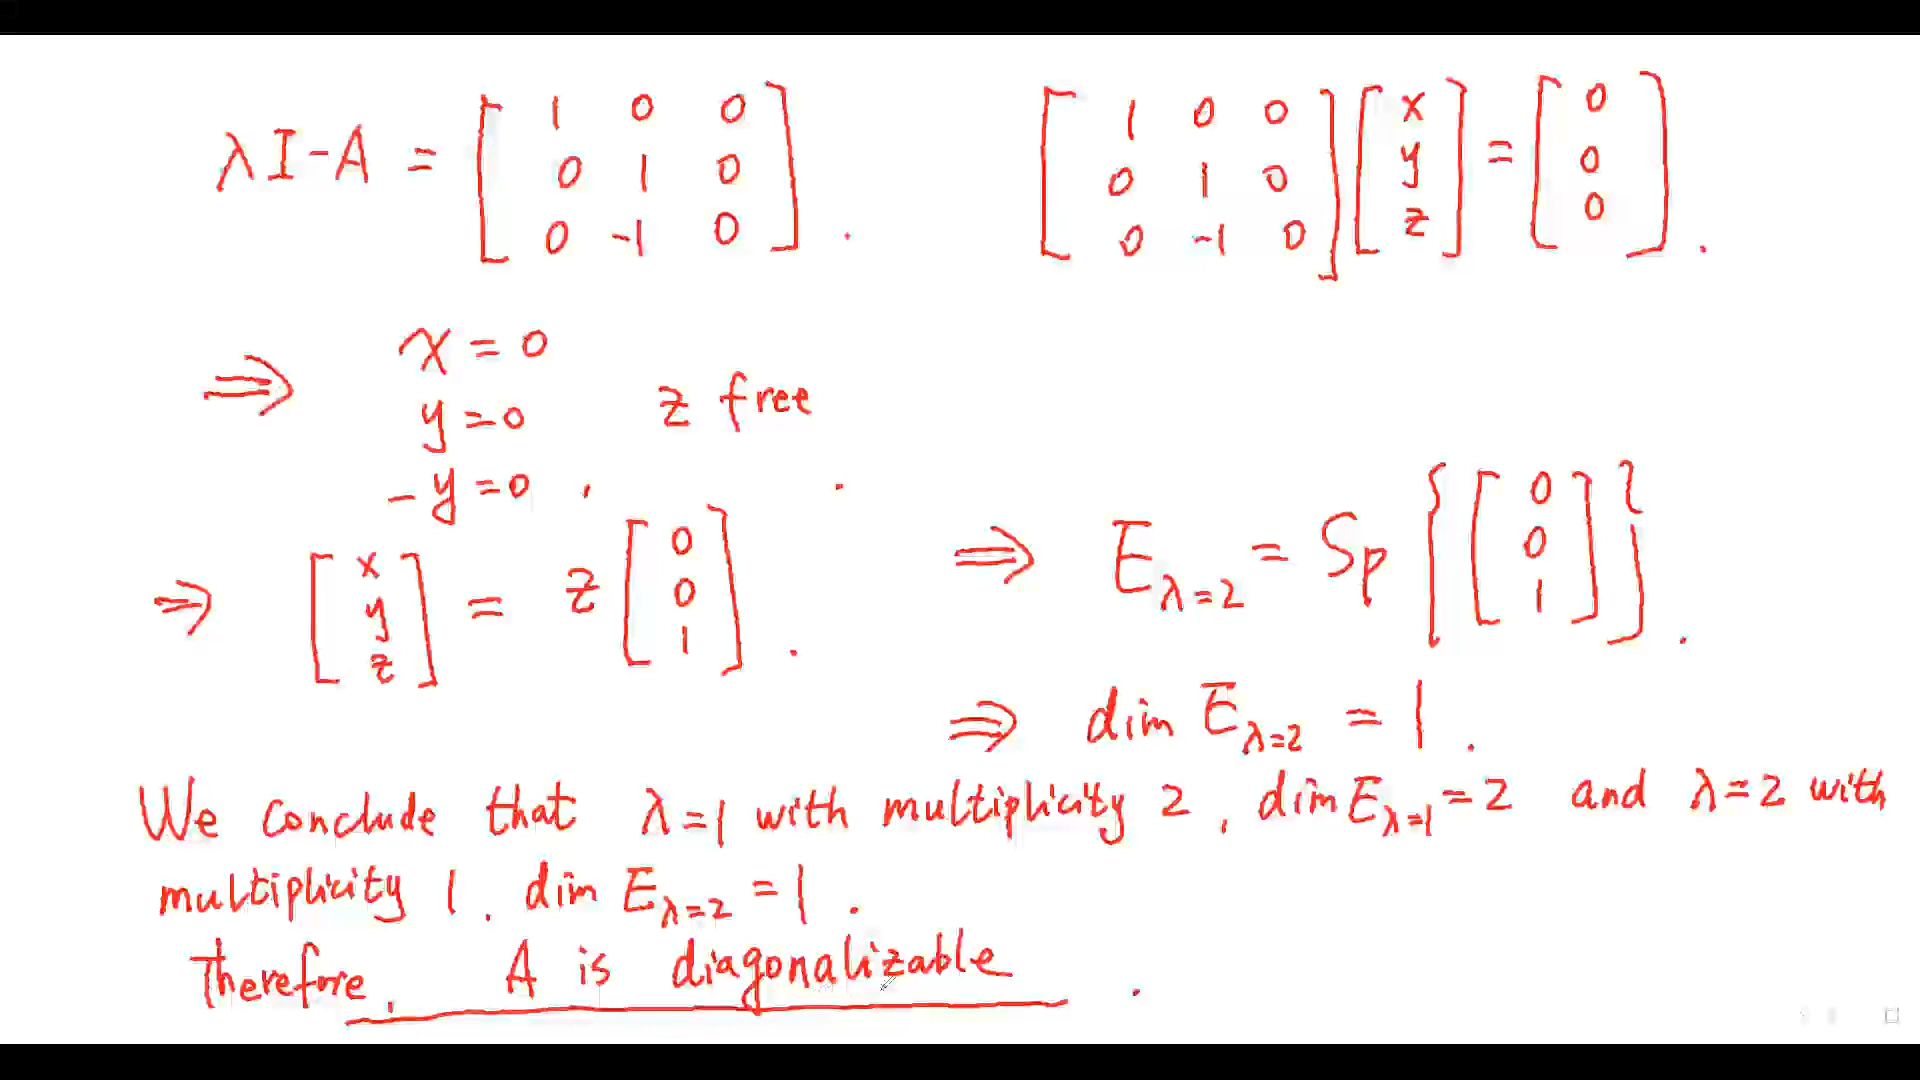 λI-A = [ 1 0 0 ; 0 1 0 ; 0 -1 0 ] . [ 1 0 0 ; 0 1 0 ; 0 -1 0 ] [ x ; y ; z ] = [ 0 ; 0 ; 0 ] .
⇒ x = 0
y = 0 z free
-y = 0 , .
⇒ [ x ; y ; z ] = z [ 0 ; 0 ; 1 ] . ⇒ E_{λ=2} = Sp { [ 0 ; 0 ; 1 ] } .
⇒ dim E_{λ=2} = 1 .
We conclude that λ=1 with multiplicity 2 , dim E_{λ=1} = 2 and λ=2 with
multiplicity 1 , dim E_{λ=2} = 1 .
Therefore, A is diagonalizable .